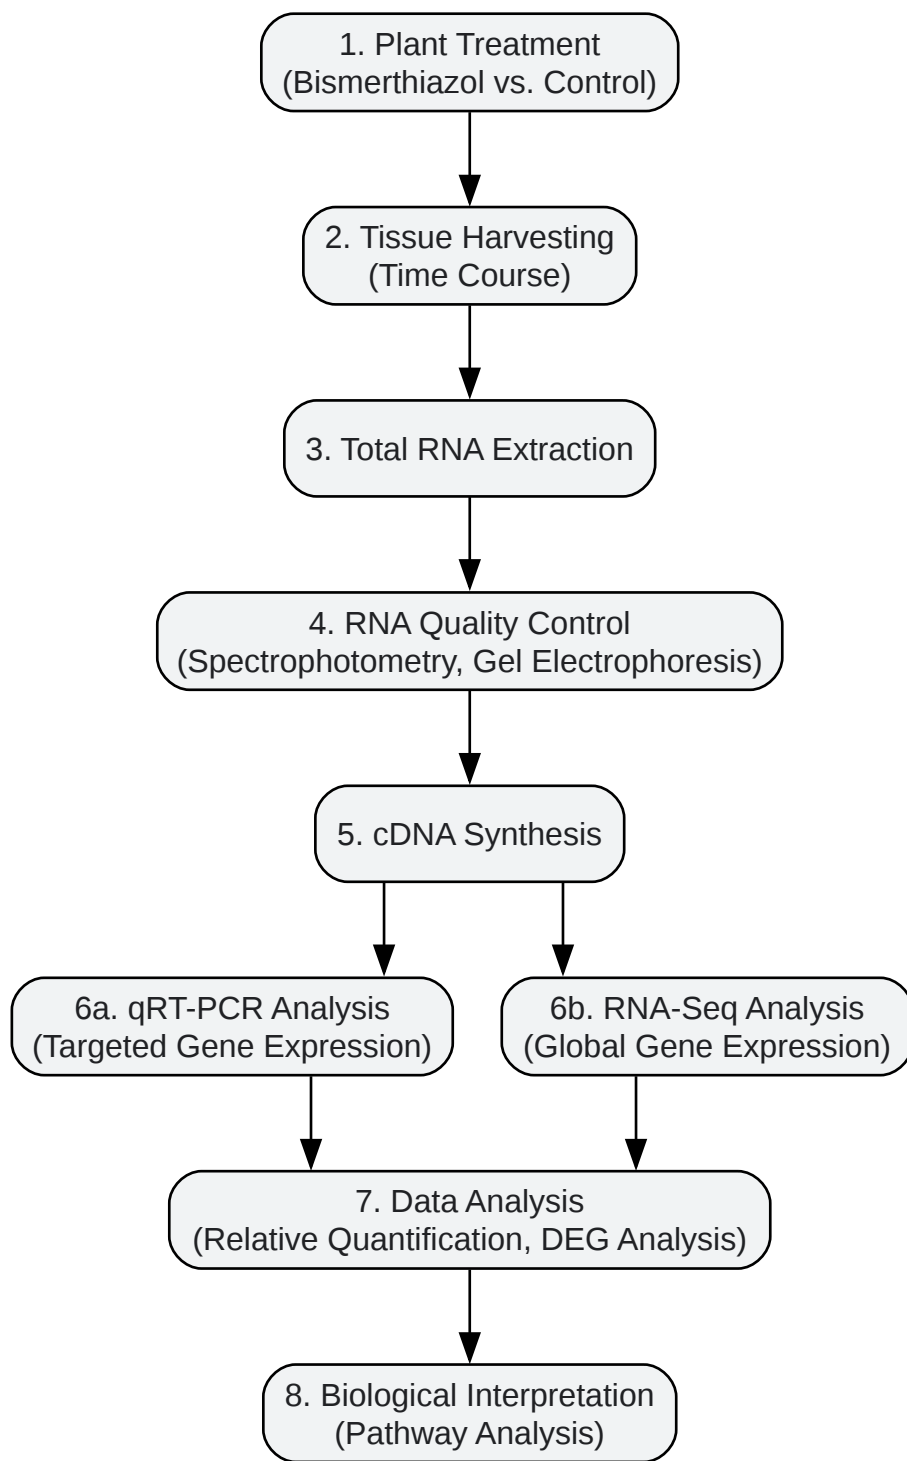 1. Plant Treatment
(Bismerthiazol vs. Control)
2. Tissue Harvesting
(Time Course)
3. Total RNA Extraction
4. RNA Quality Control
(Spectrophotometry, Gel Electrophoresis)
5. cDNA Synthesis
6a. qRT-PCR Analysis
(Targeted Gene Expression)
6b. RNA-Seq Analysis
(Global Gene Expression)
7. Data Analysis
(Relative Quantification, DEG Analysis)
8. Biological Interpretation
(Pathway Analysis)